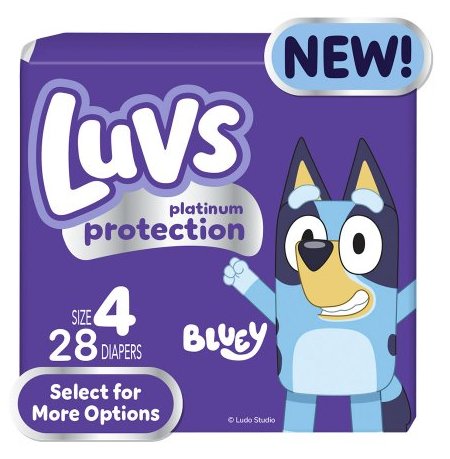 NEW!
Luvs
platinum
protection
SIZE 4
28 DIAPERS
BLUEY
Select for
More Options
© Ludo Studio